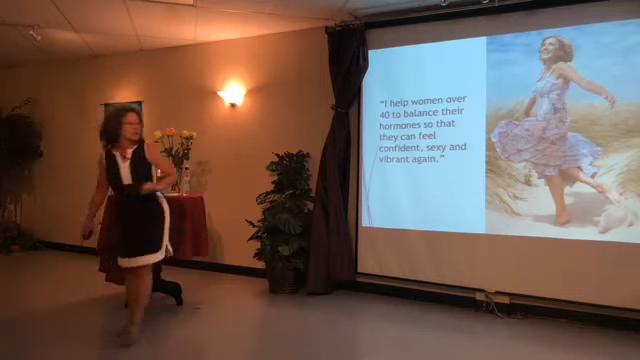 "I help women over
40 to balance their
hormones so that
they can feel
confident, sexy and
vibrant again."